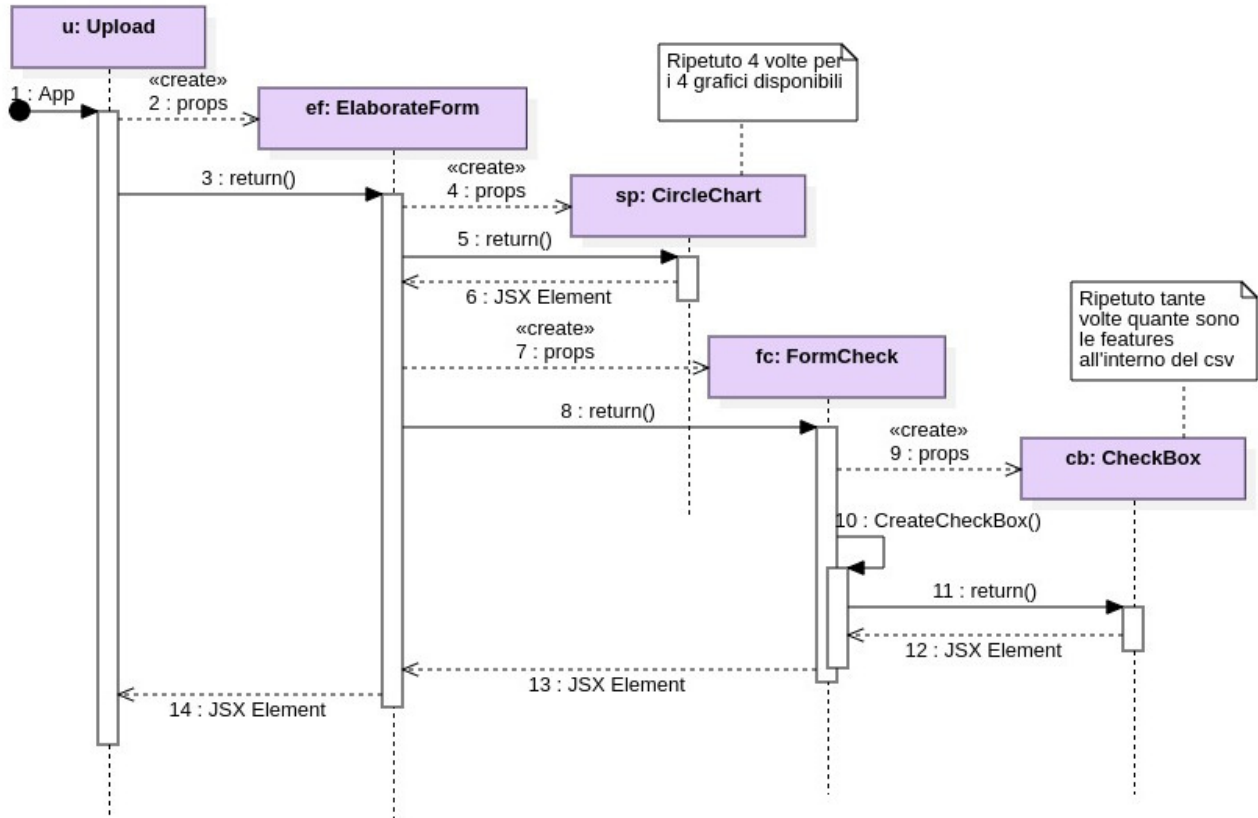 u: Upload
1 : App
«create»
2 : props
ef: ElaborateForm
Ripetuto 4 volte per
i 4 grafici disponibili
3 : return()
«create»
4 : props
sp: CircleChart
5 : return()
6 : JSX Element
«create»
7 : props
fc: FormCheck
Ripetuto tante
volte quante sono
le features
all'interno del csv
8 : return()
«create»
9 : props
cb: CheckBox
10 : CreateCheckBox()
11 : return()
12 : JSX Element
13 : JSX Element
14 : JSX Element